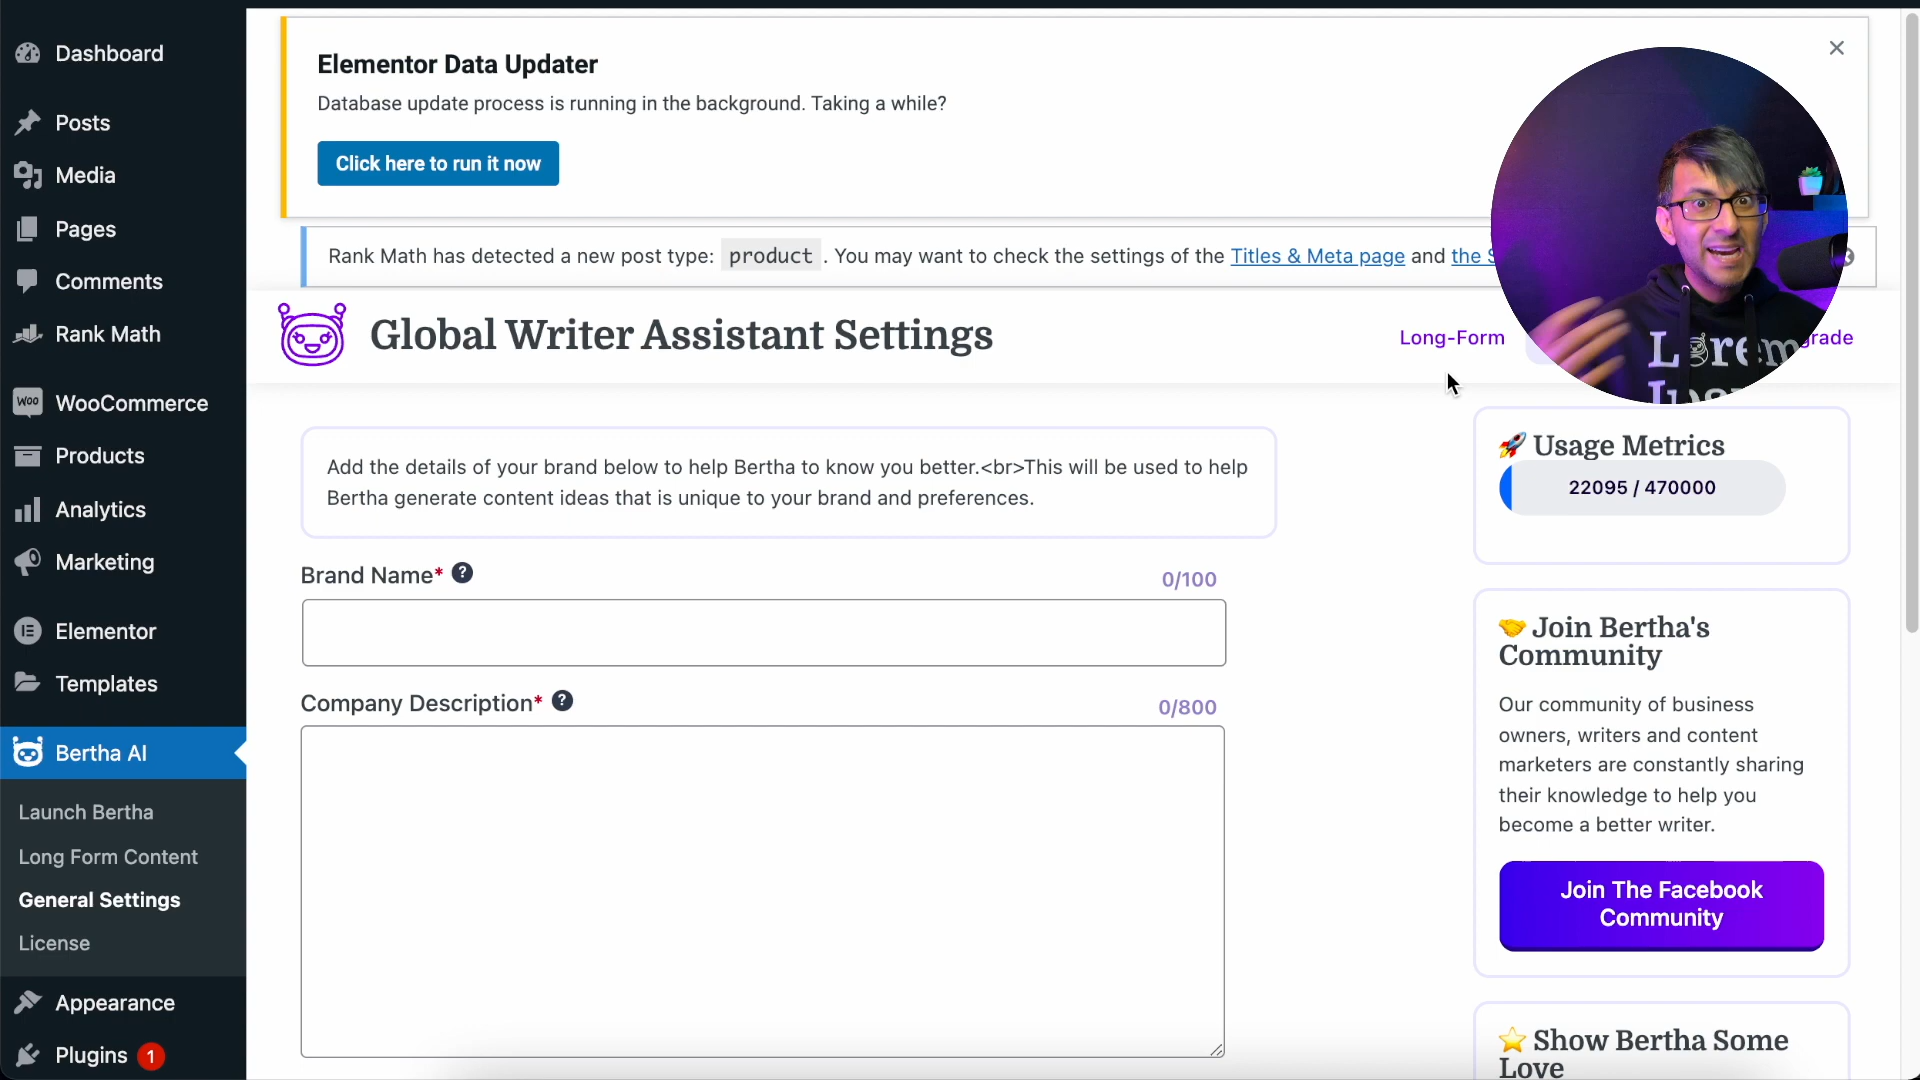 Dashboard
Posts
Media
Pages
Comments
Rank Math
WOO
WooCommerce
Products
Analytics
Marketing
Elementor
Templates
Bertha AI
Launch Bertha
Long Form Content
General Settings
License
Appearance
Plugins 1
Elementor Data Updater
Database update process is running in the background. Taking a while?
Click here to run it now
Rank Math has detected a new post type: product . You may want to check the settings of the Titles & Meta page and the S
Global Writer Assistant Settings
Long-Form
grade
Lorem
Add the details of your brand below to help Bertha to know you better.<br>This will be used to help
Bertha generate content ideas that is unique to your brand and preferences.
Brand Name* ?
0/100
Company Description* ?
0/800
🚀 Usage Metrics
22095 / 470000
🤝 Join Bertha's
Community
Our community of business
owners, writers and content
marketers are constantly sharing
their knowledge to help you
become a better writer.
Join The Facebook
Community
⭐ Show Bertha Some
Love